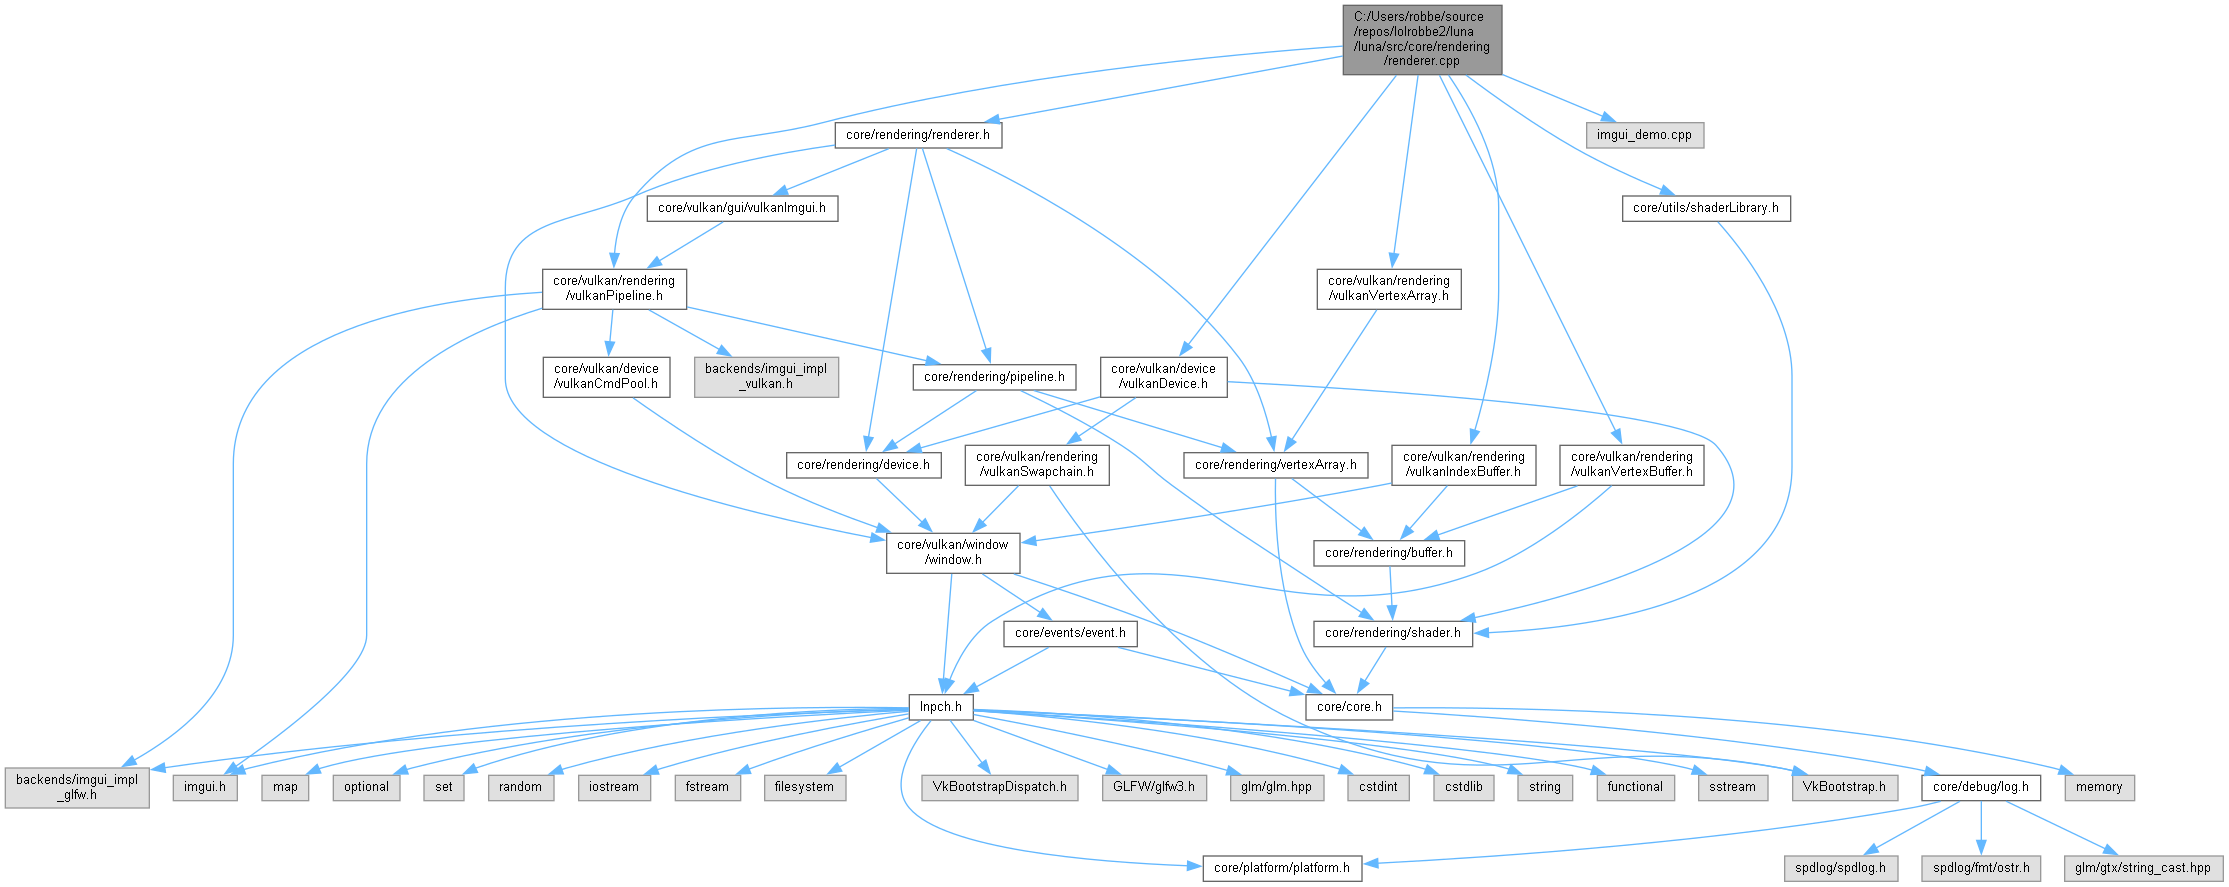 C:/Users/robbe/source
/repos/lolrobbe2/luna
/luna/src/core/rendering
/renderer.cpp
core/rendering/renderer.h
imgui_demo.cpp
core/vulkan/gui/vulkanImgui.h
core/utils/shaderLibrary.h
core/vulkan/rendering
/vulkanPipeline.h
core/vulkan/rendering
/vulkanVertexArray.h
core/vulkan/device
/vulkanCmdPool.h
backends/imgui_impl
_vulkan.h
core/rendering/pipeline.h
core/vulkan/device
/vulkanDevice.h
core/rendering/device.h
core/vulkan/rendering
/vulkanSwapchain.h
core/rendering/vertexArray.h
core/vulkan/rendering
/vulkanIndexBuffer.h
core/vulkan/rendering
/vulkanVertexBuffer.h
core/vulkan/window
/window.h
core/rendering/buffer.h
core/events/event.h
core/rendering/shader.h
lnpch.h
core/core.h
backends/imgui_impl
_glfw.h
imgui.h
map
optional
set
random
iostream
fstream
filesystem
VkBootstrapDispatch.h
GLFW/glfw3.h
glm/glm.hpp
cstdint
cstdlib
string
functional
sstream
VkBootstrap.h
core/debug/log.h
memory
core/platform/platform.h
spdlog/spdlog.h
spdlog/fmt/ostr.h
glm/gtx/string_cast.hpp